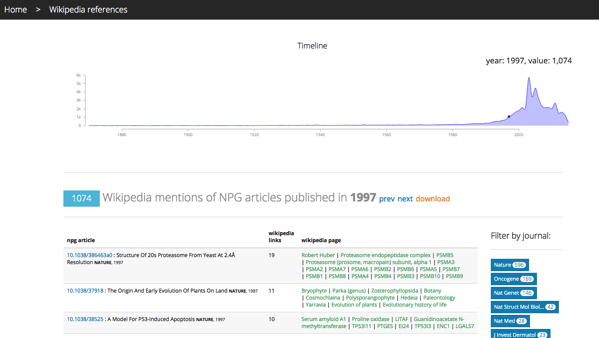 Home > Wikipedia references
Timeline
year: 1997, value: 1,074
6k
5k
4k
3k
2k
1k
0
1880 1900 1920 1940 1960 1980 2000
1074 Wikipedia mentions of NPG articles published in 1997 prev next download
Filter by journal:
npg article wikipedia links wikipedia page
10.1038/386463a0 : Structure Of 20s Proteasome From Yeast At 2.4Å
Resolution NATURE, 1997
19
Robert Huber | Proteasome endopeptidase complex | PSMB5
| Proteasome (prosome, macropain) subunit, alpha 1 | PSMA3
| PSMA2 | PSMA7 | PSMA6 | PSMB2 | PSMB6 | PSMA5 | PSMB7
| PSMB1 | PSMB8 | PSMA4 | PSMB4 | PSMB3 | PSMB10 | PSMB9
10.1038/37918 : The Origin And Early Evolution Of Plants On Land NATURE, 1997
11
Bryophyte | Parka (genus) | Zosterophyllopsida | Botany
| Cosmochlaina | Polysporangiophyte | Hedeia | Paleontology
| Yarravia | Evolution of plants | Evolutionary history of life
10.1038/38525 : A Model For P53-Induced Apoptosis NATURE, 1997
10
Serum amyloid A1 | Proline oxidase | LITAF | Guanidinoacetate N-
methyltransferase | TP53I11 | PTGES | EI24 | TP53I3 | ENC1 | LGALS7
Nature 396
Oncogene 159
Nat Genet 146
Nat Struct Mol Biol... 42
Nat Med 28
J Invest Dermatol 23